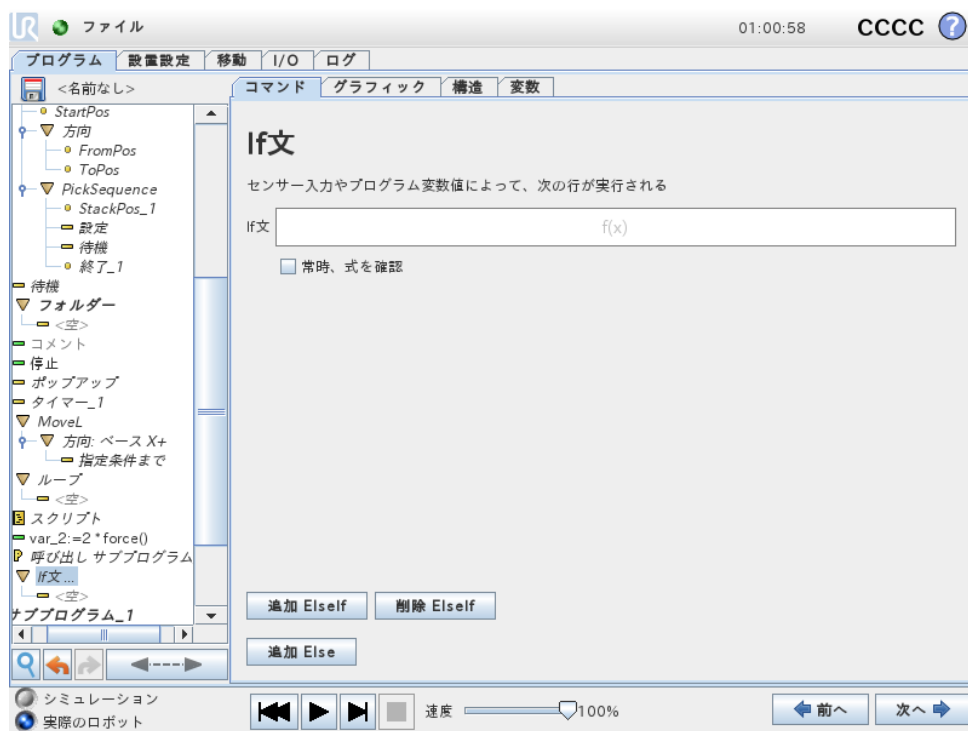 UR ファイル 01:00:58 CCCC ?
プログラム 設置設定 移動 I/O ログ
<名前なし>
コマンド グラフィック 構造 変数
StartPos
方向
FromPos
ToPos
PickSequence
StackPos_1
設定
待機
終了_1
待機
フォルダー
<空>
コメント
停止
ポップアップ
タイマー_1
MoveL
方向: ベース X+
指定条件まで
ループ
<空>
スクリプト
var_2:=2*force()
呼び出し サブプログラム
If文...
<空>
サブプログラム_1
If文
センサー入力やプログラム変数値によって、次の行が実行される
If文 f(x)
常時、式を確認
追加 ElseIf 削除 ElseIf
追加 Else
シミュレーション
実際のロボット
速度 100%
前へ 次へ